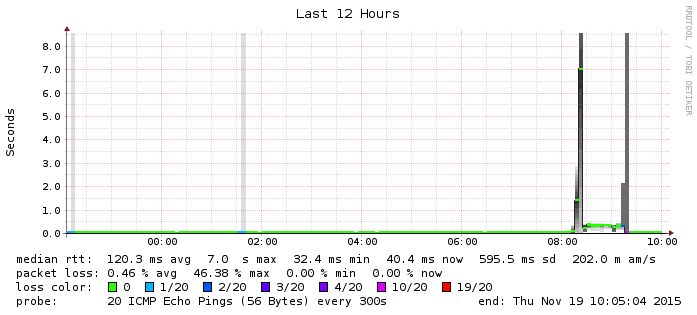 Last 12 Hours
RRDTOOL / TOBI OETIKER
Seconds
8.0
7.0
6.0
5.0
4.0
3.0
2.0
1.0
0.0
00:00 02:00 04:00 06:00 08:00 10:00
median rtt: 120.3 ms avg 7.0 s max 32.4 ms min 40.4 ms now 595.5 ms sd 202.0 m am/s
packet loss: 0.46 % avg 46.38 % max 0.00 % min 0.00 % now
loss color: 0 1/20 2/20 3/20 4/20 10/20 19/20
probe: 20 ICMP Echo Pings (56 Bytes) every 300s end: Thu Nov 19 10:05:04 2015